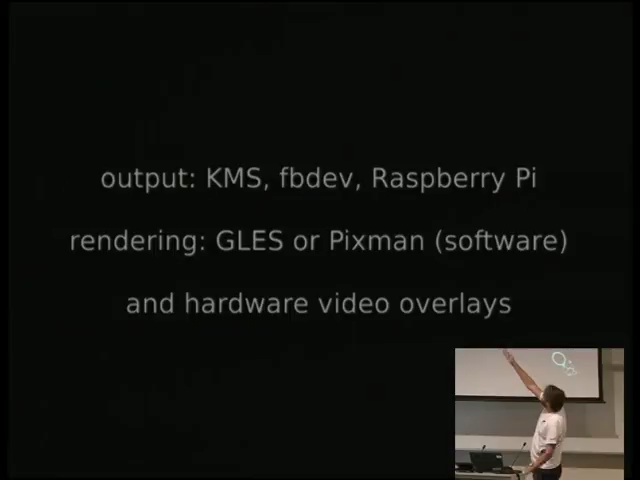 output: KMS, fbdev, Raspberry Pi
rendering: GLES or Pixman (software)
and hardware video overlays